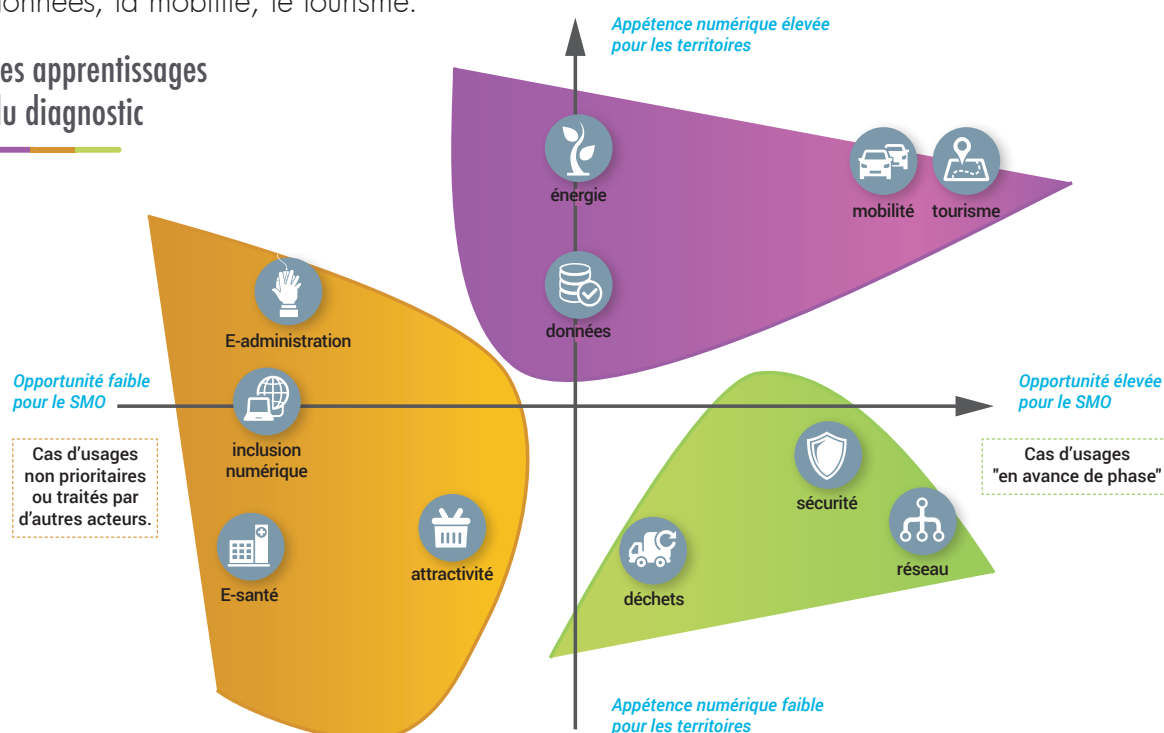 données, la mobilité, le tourisme.
es apprentissages
du diagnostic
Appétence numérique élevée
pour les territoires
énergie
mobilité
tourisme
données
E-administration
Opportunité faible
pour le SMO
Opportunité élevée
pour le SMO
inclusion
numérique
Cas d'usages
non prioritaires
ou traités par
d'autres acteurs.
Cas d'usages
"en avance de phase"
sécurité
attractivité
réseau
E-santé
déchets
Appétence numérique faible
pour les territoires